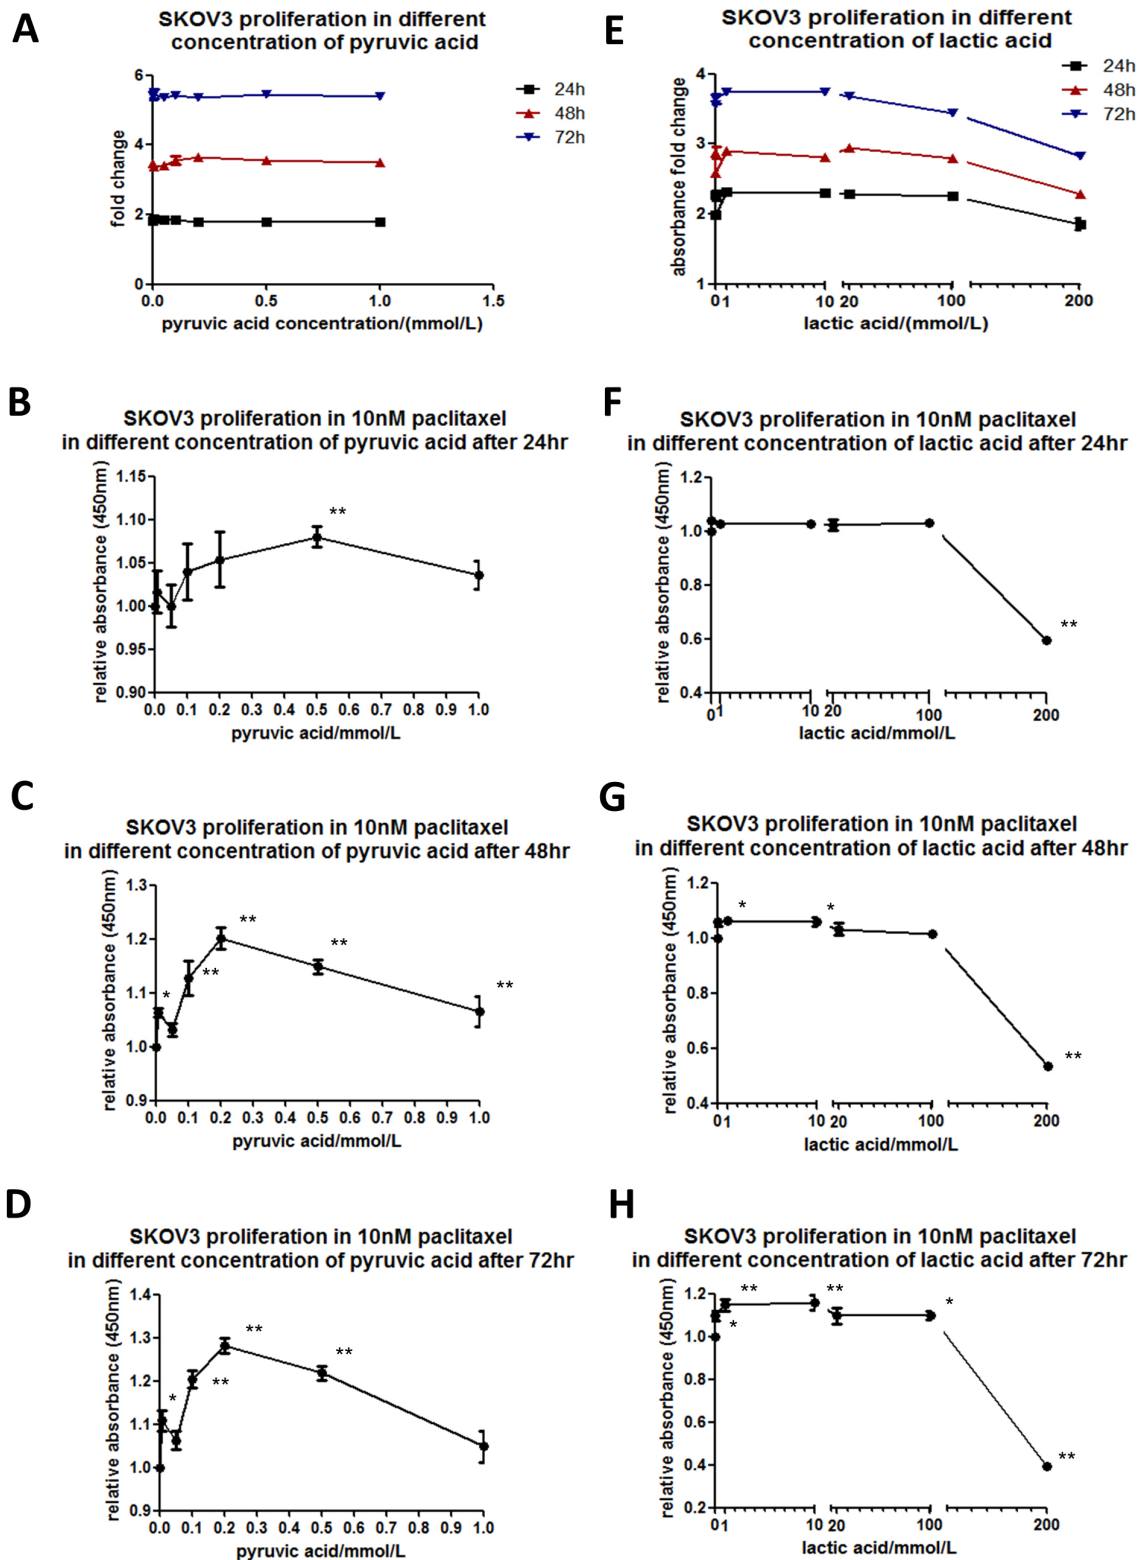 A
SKOV3 proliferation in different
concentration of pyruvic acid
6
4
2
0
fold change
0.0 0.5 1.0 1.5
pyruvic acid concentration/(mmol/L)
24h
48h
72h
E
SKOV3 proliferation in different
concentration of lactic acid
4
3
2
1
absorbance fold change
0 1 10 20 100 200
lactic acid/(mmol/L)
24h
48h
72h
B
SKOV3 proliferation in 10nM paclitaxel
in different concentration of pyruvic acid after 24hr
1.15
1.10
1.05
1.00
0.95
0.90
relative absorbance (450nm)
**
0.0 0.1 0.2 0.3 0.4 0.5 0.6 0.7 0.8 0.9 1.0
pyruvic acid/mmol/L
F
SKOV3 proliferation in 10nM paclitaxel
in different concentration of lactic acid after 24hr
1.2
1.0
0.8
0.6
0.4
relative absorbance (450nm)
**
0 1 10 20 100 200
lactic acid/mmol/L
C
SKOV3 proliferation in 10nM paclitaxel
in different concentration of pyruvic acid after 48hr
1.3
1.2
1.1
1.0
0.9
relative absorbance (450nm)
* ** ** ** **
0.0 0.1 0.2 0.3 0.4 0.5 0.6 0.7 0.8 0.9 1.0
pyruvic acid/mmol/L
G
SKOV3 proliferation in 10nM paclitaxel
in different concentration of lactic acid after 48hr
1.2
1.0
0.8
0.6
0.4
relative absorbance (450nm)
* * **
0 1 10 20 100 200
lactic acid/mmol/L
D
SKOV3 proliferation in 10nM paclitaxel
in different concentration of pyruvic acid after 72hr
1.4
1.3
1.2
1.1
1.0
0.9
relative absorbance (450nm)
* ** ** **
0.0 0.1 0.2 0.3 0.4 0.5 0.6 0.7 0.8 0.9 1.0
pyruvic acid/mmol/L
H
SKOV3 proliferation in 10nM paclitaxel
in different concentration of lactic acid after 72hr
1.2
1.0
0.8
0.6
0.4
0.2
relative absorbance (450nm)
* ** ** * **
0 1 10 20 100 200
lactic acid/mmol/L